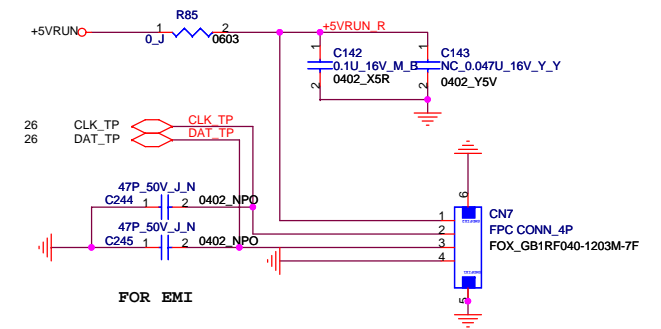 R85
+5VRUN 1 2 +5VRUN_R
0_J 0603
1 C142 1 C143
0.1U_16V_M_B NC_0.047U_16V_Y_Y
2 0402_X5R 2 0402_Y5V
26 CLK_TP CLK_TP
26 DAT_TP DAT_TP
47P_50V_J_N
C244 1 2 0402_NPO
47P_50V_J_N
C245 1 2 0402_NPO
6
1 CN7
2 FPC CONN_4P
3 FOX_GB1RF040-1203M-7F
4
5
FOR EMI